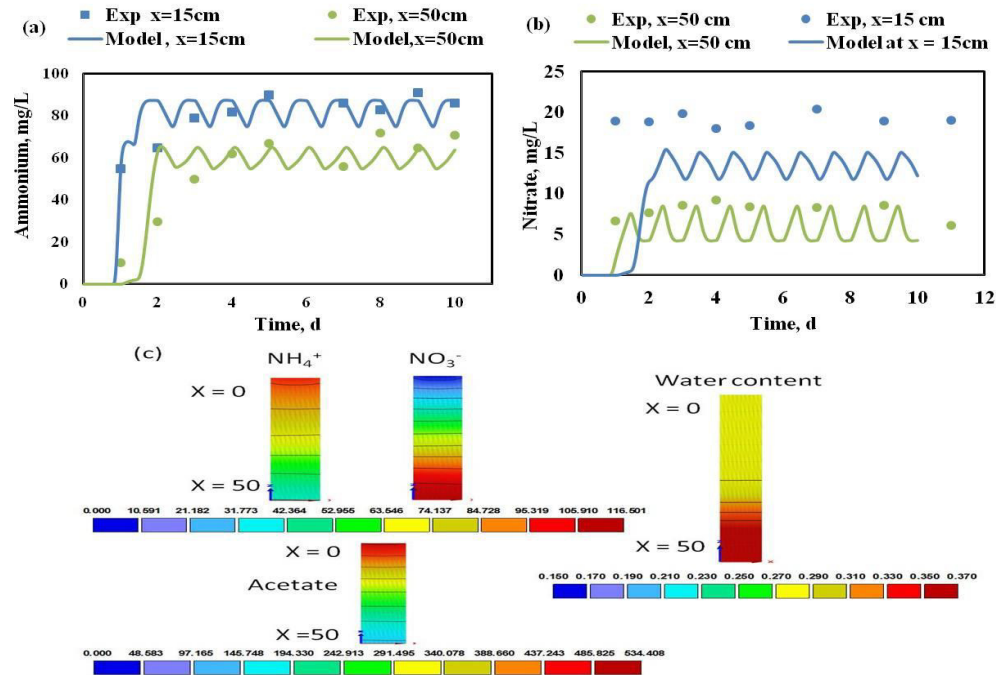 (a)
Exp x=15cm
Exp, x=50cm
Model , x=15cm
Model,x=50cm
Ammonium, mg/L
100
80
60
40
20
0
0 2 4 6 8 10
Time, d
(b)
Exp, x=50 cm
Exp, x=15 cm
Model, x=50 cm
Model at x = 15cm
Nitrate, mg/L
25
20
15
10
5
0
0 2 4 6 8 10 12
Time, d
(c)
NH₄⁺
NO₃⁻
X = 0
X = 50
0.000 10.591 21.182 31.773 42.364 52.955 63.546 74.137 84.728 95.319 105.910 116.501
Water content
X = 0
X = 50
0.150 0.170 0.190 0.210 0.230 0.250 0.270 0.290 0.310 0.330 0.350 0.370
X = 0
Acetate
X =50
0.000 48.583 97.165 145.748 194.330 242.913 291.495 340.078 388.660 437.243 485.825 534.408